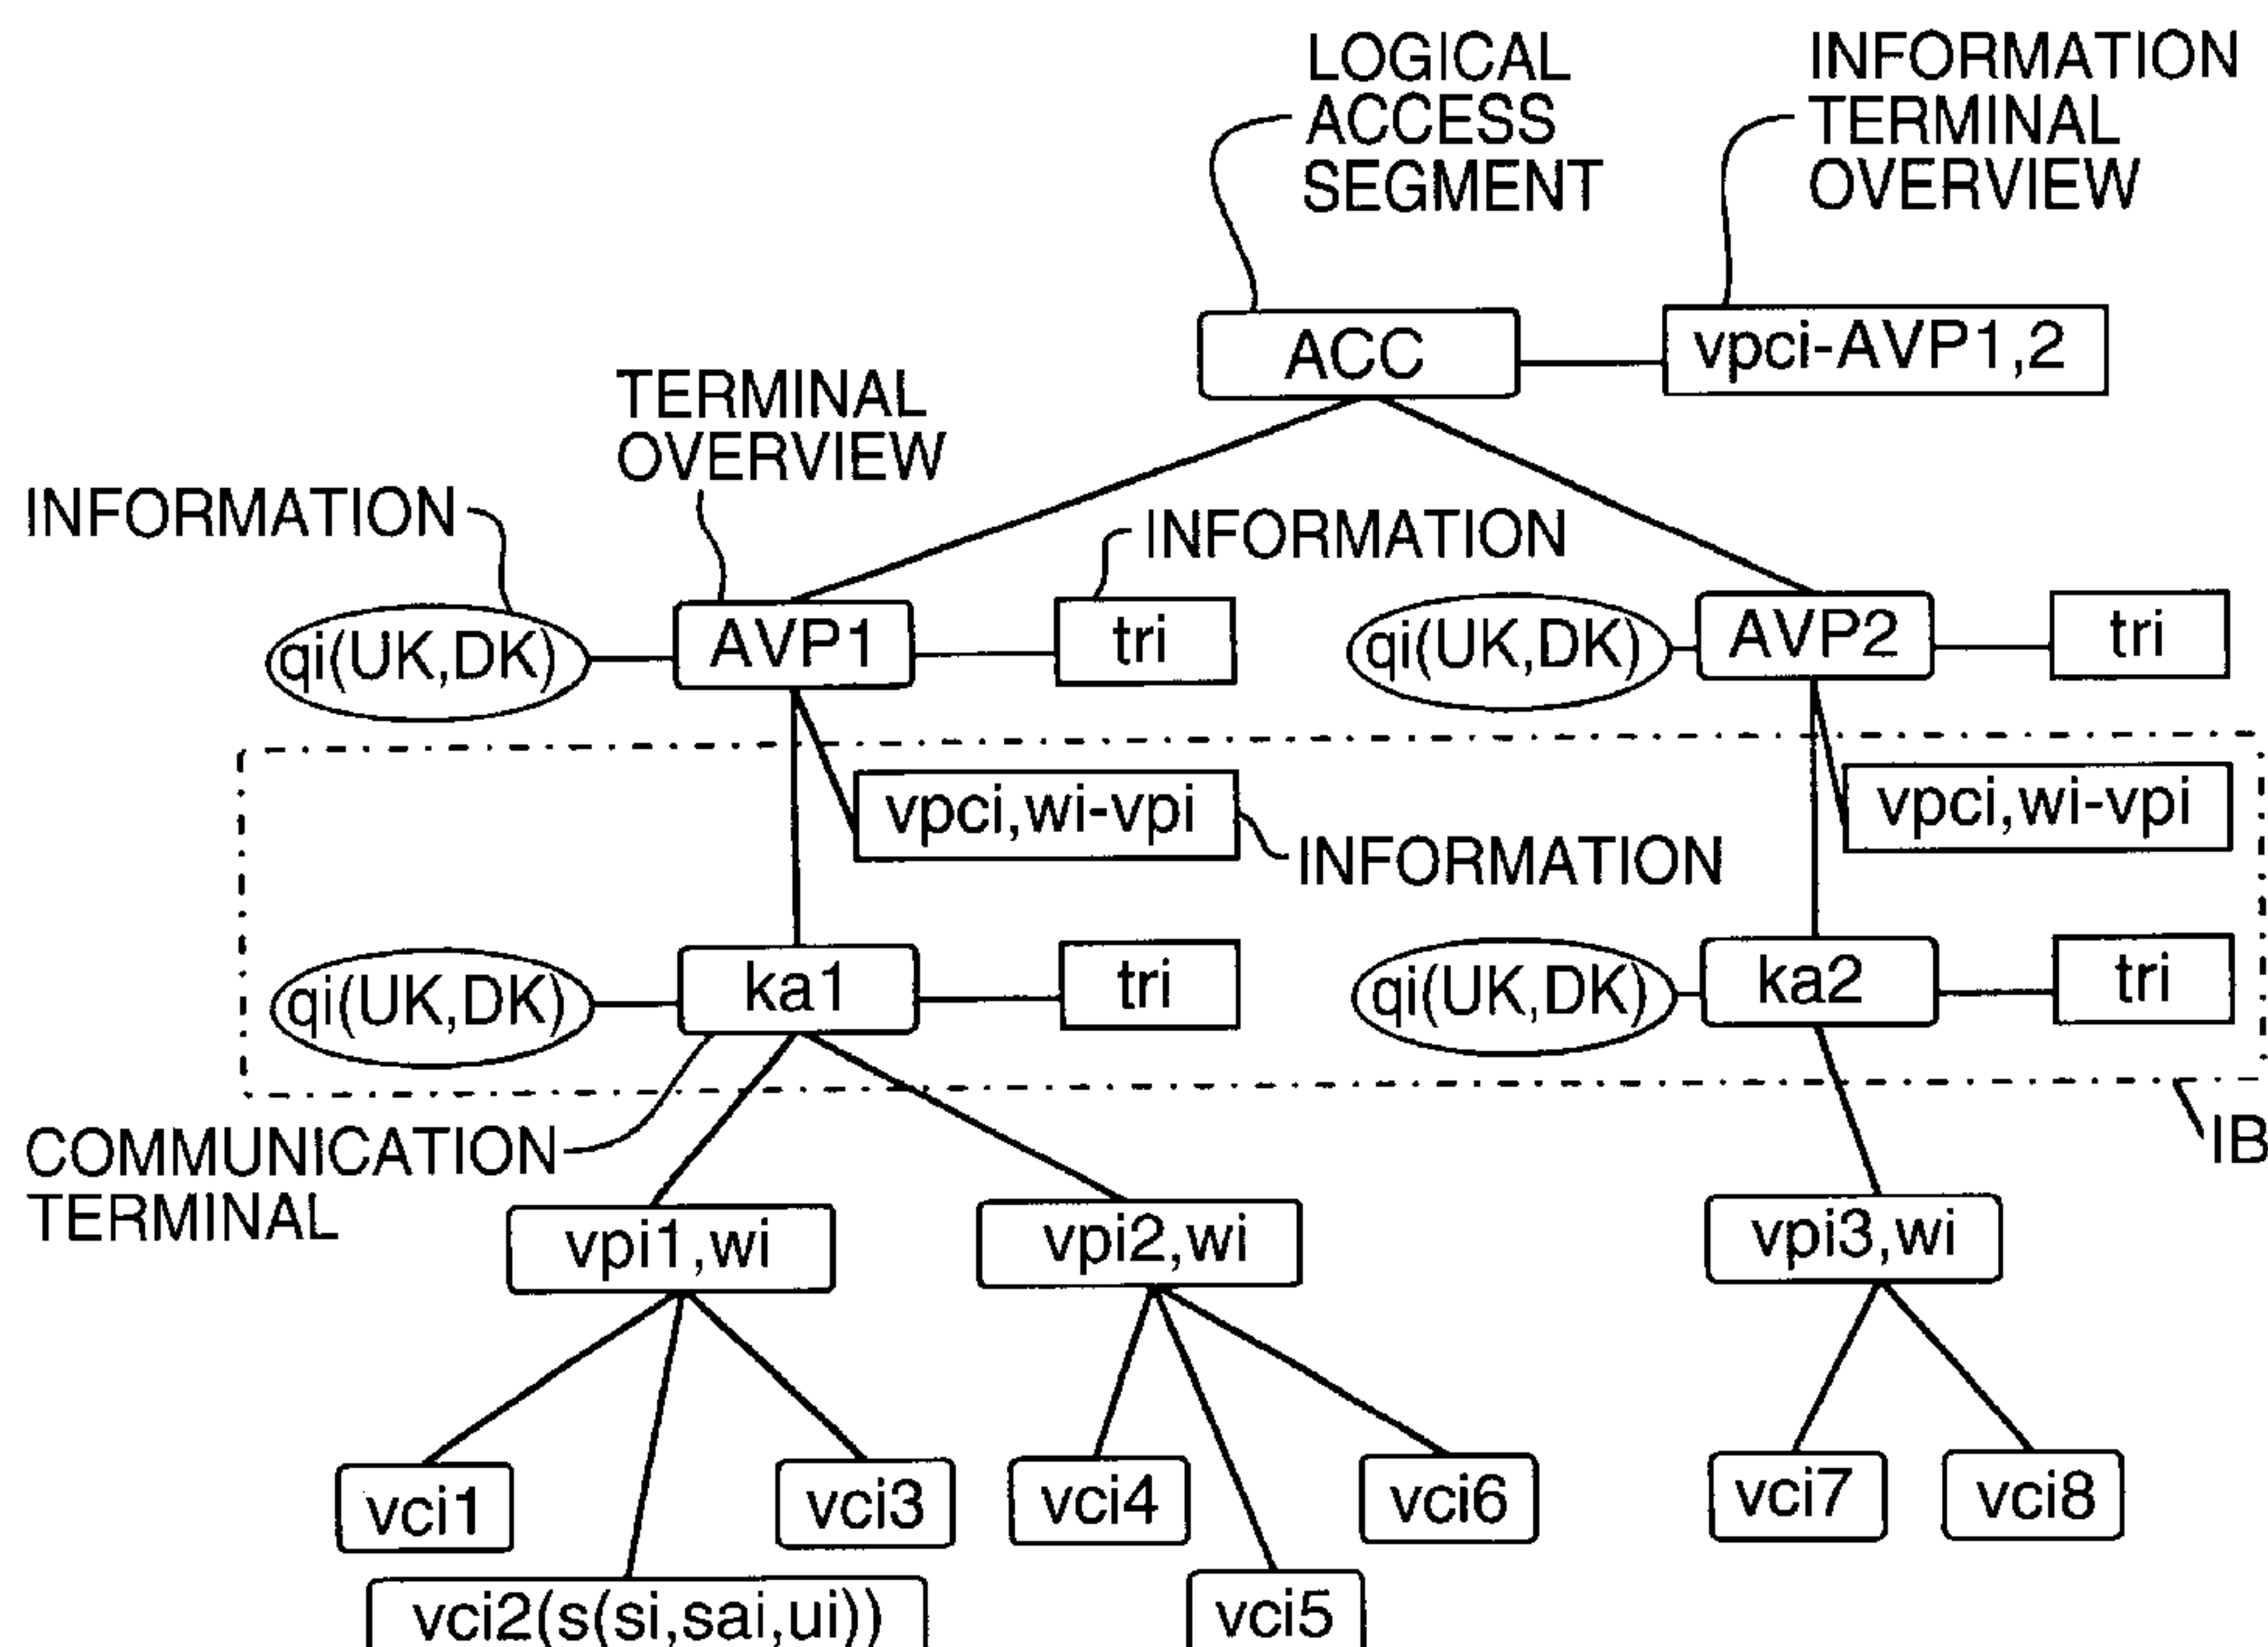 LOGICAL
ACCESS
SEGMENT
INFORMATION
TERMINAL
OVERVIEW
ACC
vpci-AVP1,2
TERMINAL
OVERVIEW
INFORMATION
INFORMATION
qi(UK,DK)
AVP1
tri
qi(UK,DK)
AVP2
tri
vpci,wi-vpi
vpci,wi-vpi
INFORMATION
qi(UK,DK)
ka1
tri
qi(UK,DK)
ka2
tri
COMMUNICATION
TERMINAL
IB
vpi1,wi
vpi2,wi
vpi3,wi
vci1
vci3
vci4
vci6
vci7
vci8
vci2(s(si,sai,ui))
vci5